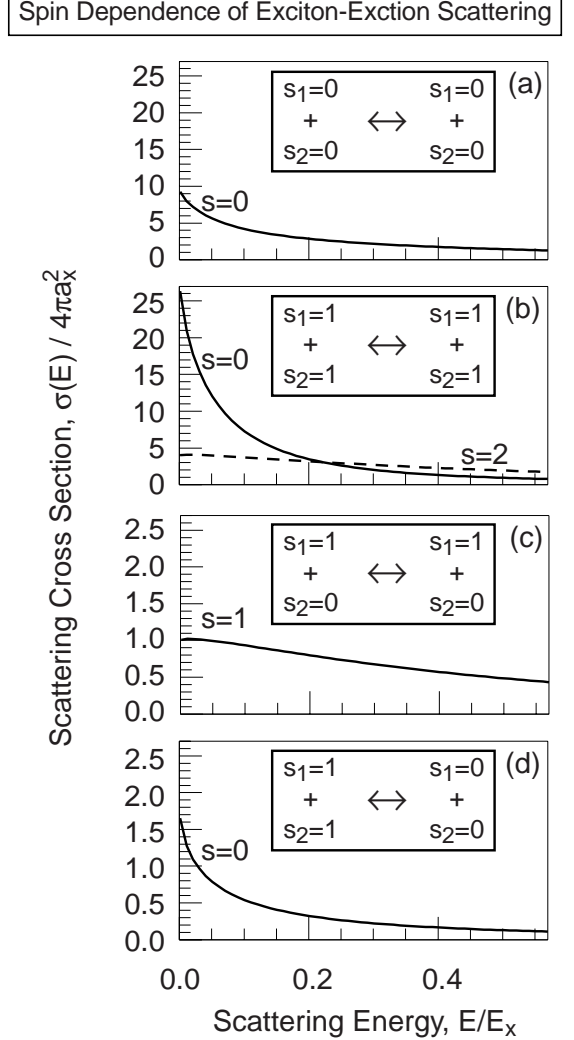 Spin Dependence of Exciton-Exction Scattering
Scattering Cross Section, σ(E) / 4πaₓ²
(a)
s₁=0 s₁=0
+ ↔ +
s₂=0 s₂=0
s=0
25
20
15
10
5
0
(b)
s₁=1 s₁=1
+ ↔ +
s₂=1 s₂=1
s=0
s=2
25
20
15
10
5
0
(c)
s₁=1 s₁=1
+ ↔ +
s₂=0 s₂=0
s=1
2.5
2.0
1.5
1.0
0.5
0.0
(d)
s₁=1 s₁=0
+ ↔ +
s₂=1 s₂=0
s=0
2.5
2.0
1.5
1.0
0.5
0.0
0.0 0.2 0.4
Scattering Energy, E/Eₓ